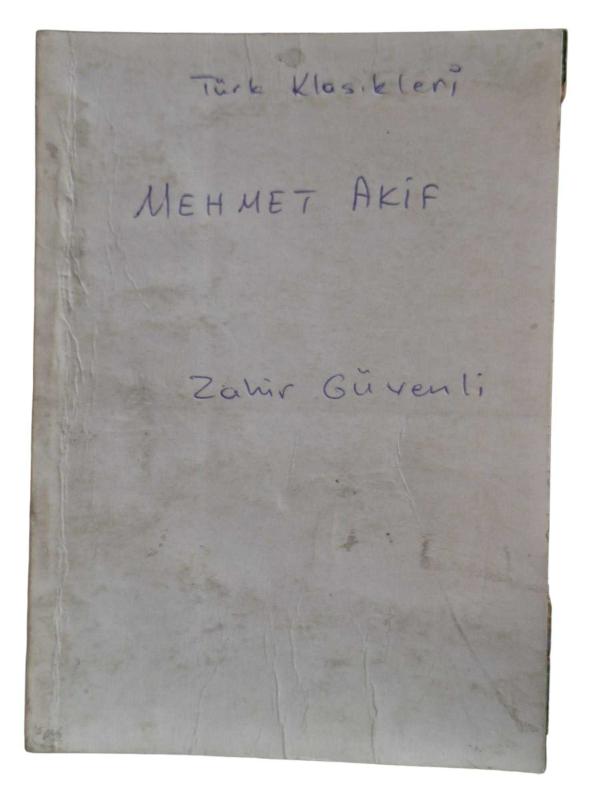 Türk Klasikleri
MEHMET AKİF
Zahir Güvenli